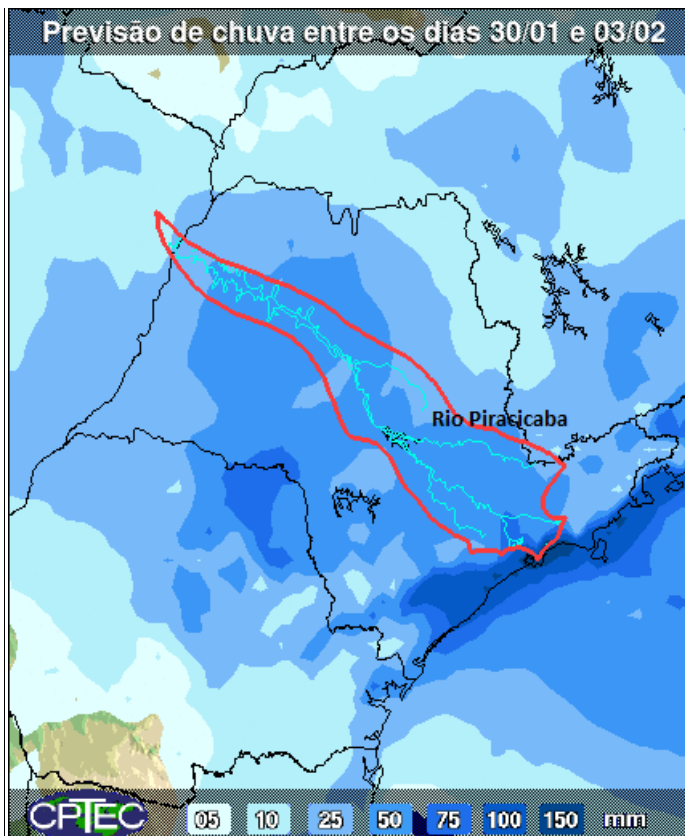 Previsão de chuva entre os dias 30/01 e 03/02
Rio Piracicaba
CPTEC 05 10 25 50 75 100 150 mm